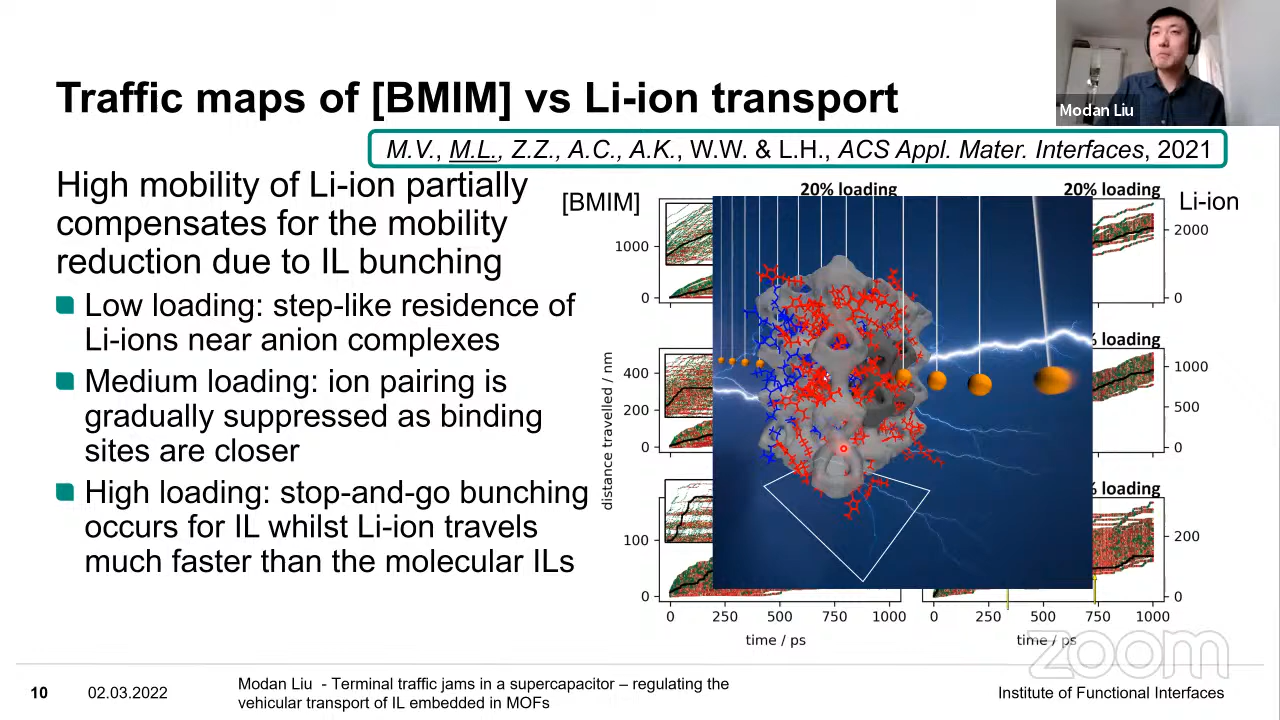 Modan Liu
Traffic maps of [BMIM] vs Li-ion transport
M.V., M.L., Z.Z., A.C., A.K., W.W. & L.H., ACS Appl. Mater. Interfaces, 2021
High mobility of Li-ion partially
compensates for the mobility
reduction due to IL bunching
Low loading: step-like residence of
Li-ions near anion complexes
Medium loading: ion pairing is
gradually suppressed as binding
sites are closer
High loading: stop-and-go bunching
occurs for IL whilst Li-ion travels
much faster than the molecular ILs
[BMIM]
20% loading
20% loading
Li-ion
1000
0
2000
0
distance travelled / nm
400
200
0
% loading
1000
500
0
100
0
% loading
200
0
0 250 500 750 1000
0 250 500 750 1000
time / ps
time / ps
zoom
10
02.03.2022
Modan Liu - Terminal traffic jams in a supercapacitor – regulating the
vehicular transport of IL embedded in MOFs
Institute of Functional Interfaces